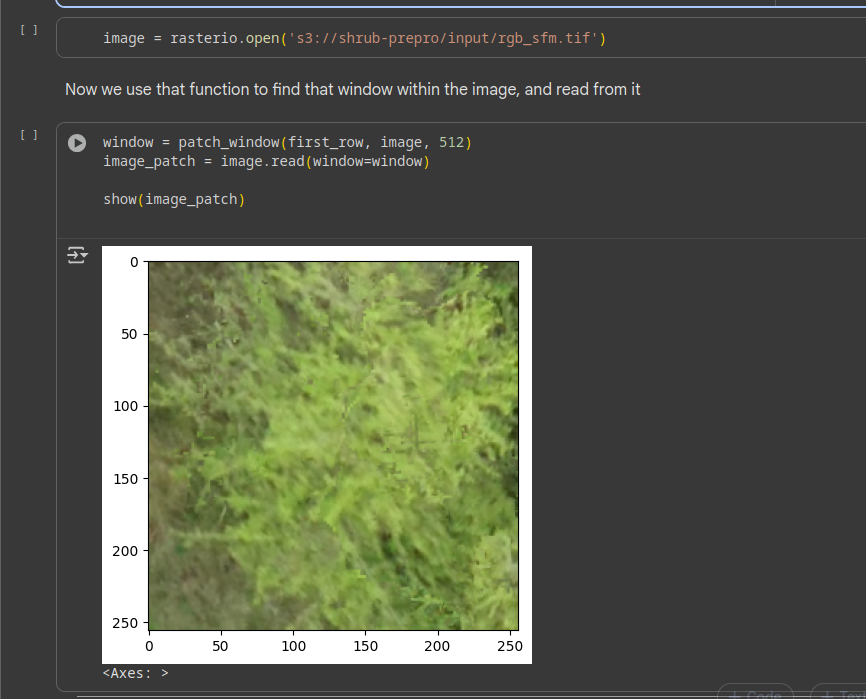 [ ]
image = rasterio.open('s3://shrub-prepro/input/rgb_sfm.tif')
Now we use that function to find that window within the image, and read from it
[ ]
window = patch_window(first_row, image, 512)
image_patch = image.read(window=window)
show(image_patch)
0
50
100
150
200
250
0 50 100 150 200 250
<Axes: >
+ Code + Text